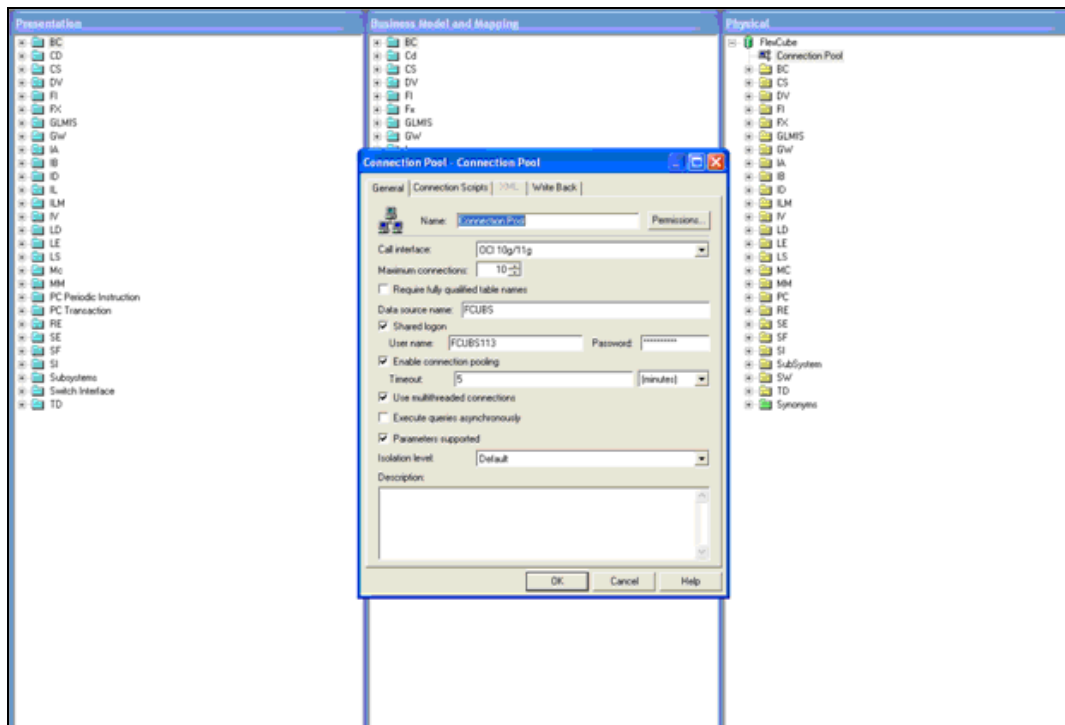 Presentation
BC
CD
CS
DV
FI
FX
GLMIS
GW
IA
IB
ID
IL
ILM
IV
LD
LE
LS
Mc
MM
PC Periodic Instruction
PC Transaction
RE
SE
SF
SI
Subsystems
Switch Interface
TD
Business Model and Mapping
BC
Cd
CS
DV
FI
Fx
GLMIS
GW
Physical
FlexCube
Connection Pool
BC
CS
DV
FI
FX
GLMIS
GW
IA
IB
ID
ILM
IV
LD
LE
LS
MC
MM
PC
RE
SE
SF
SI
SubSystem
SW
TD
Synonyms
Connection Pool - Connection Pool
General Connection Scripts XML Write Back
Name: Connection Pool Permissions...
Call interface: OCI 10g/11g
Maximum connections: 10
Require fully qualified table names
Data source name: FCUBS
Shared logon
User name: FCUBS113 Password: **********
Enable connection pooling
Timeout: 5 (minutes)
Use multithreaded connections
Execute queries asynchronously
Parameters supported
Isolation level: Default
Description:
OK Cancel Help